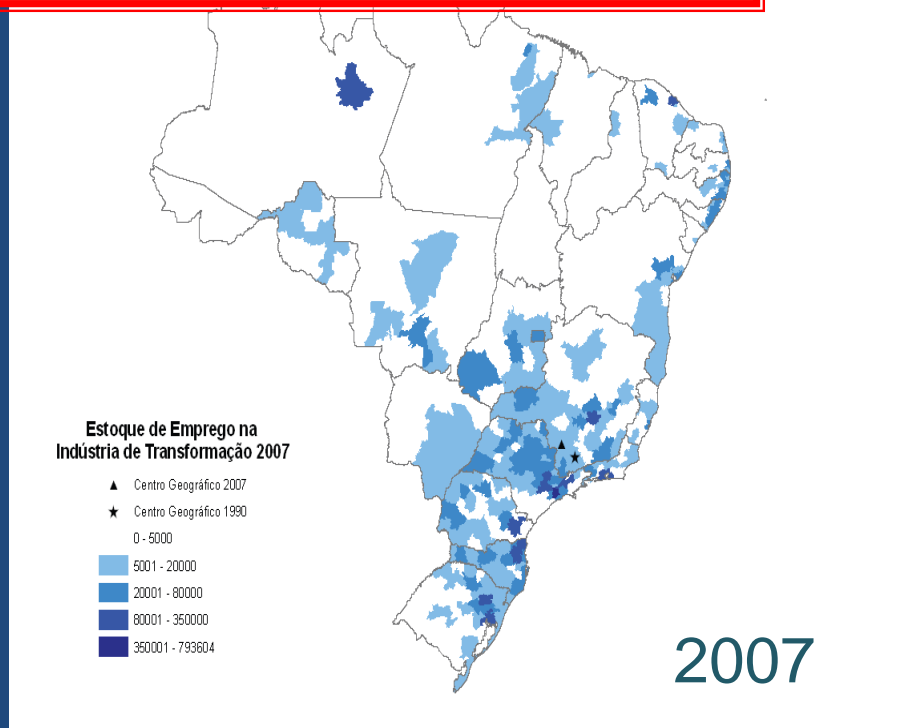 Estoque de Emprego na
Indústria de Transformação 2007
Centro Geográfico 2007
Centro Geográfico 1990
0 - 5000
5001 - 20000
20001 - 80000
80001 - 350000
350001 - 793604
2007